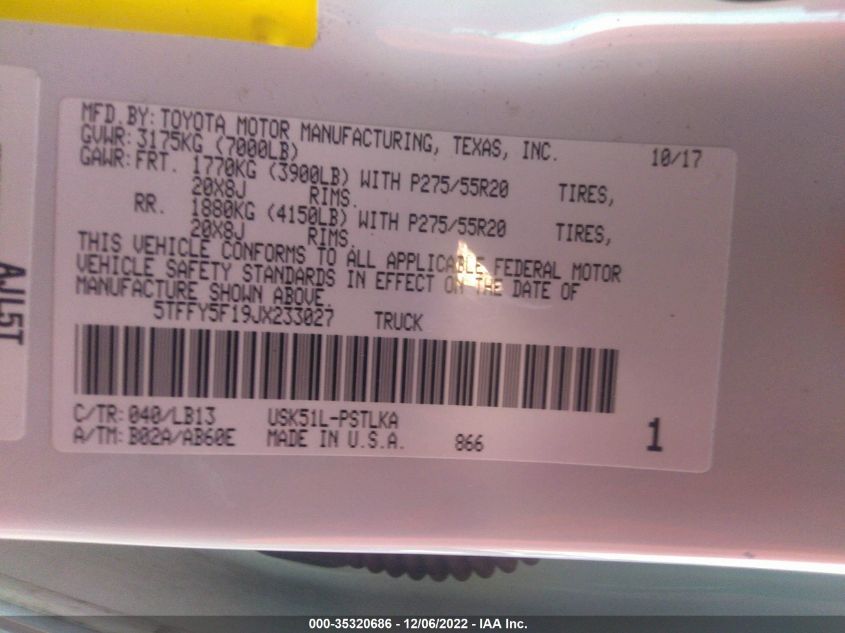 MFD. BY: TOYOTA MOTOR MANUFACTURING, TEXAS, INC. 10/17
GVWR: 3175KG (7000LB)
GAWR: FRT. 1770KG (3900LB) WITH P275/55R20 TIRES,
20X8J RIMS.
RR. 1880KG (4150LB) WITH P275/55R20 TIRES,
20X8J RIMS.
THIS VEHICLE CONFORMS TO ALL APPLICABLE FEDERAL MOTOR
VEHICLE SAFETY STANDARDS IN EFFECT ON THE DATE OF
MANUFACTURE SHOWN ABOVE.
5TFFY5F19JX233027 TRUCK
C/TR: 040/LB13 USK51L-PSTLKA
A/TM: B02A/AB60E MADE IN U.S.A. 866 1
AJL5T
000-35320686 - 12/06/2022 - IAA Inc.